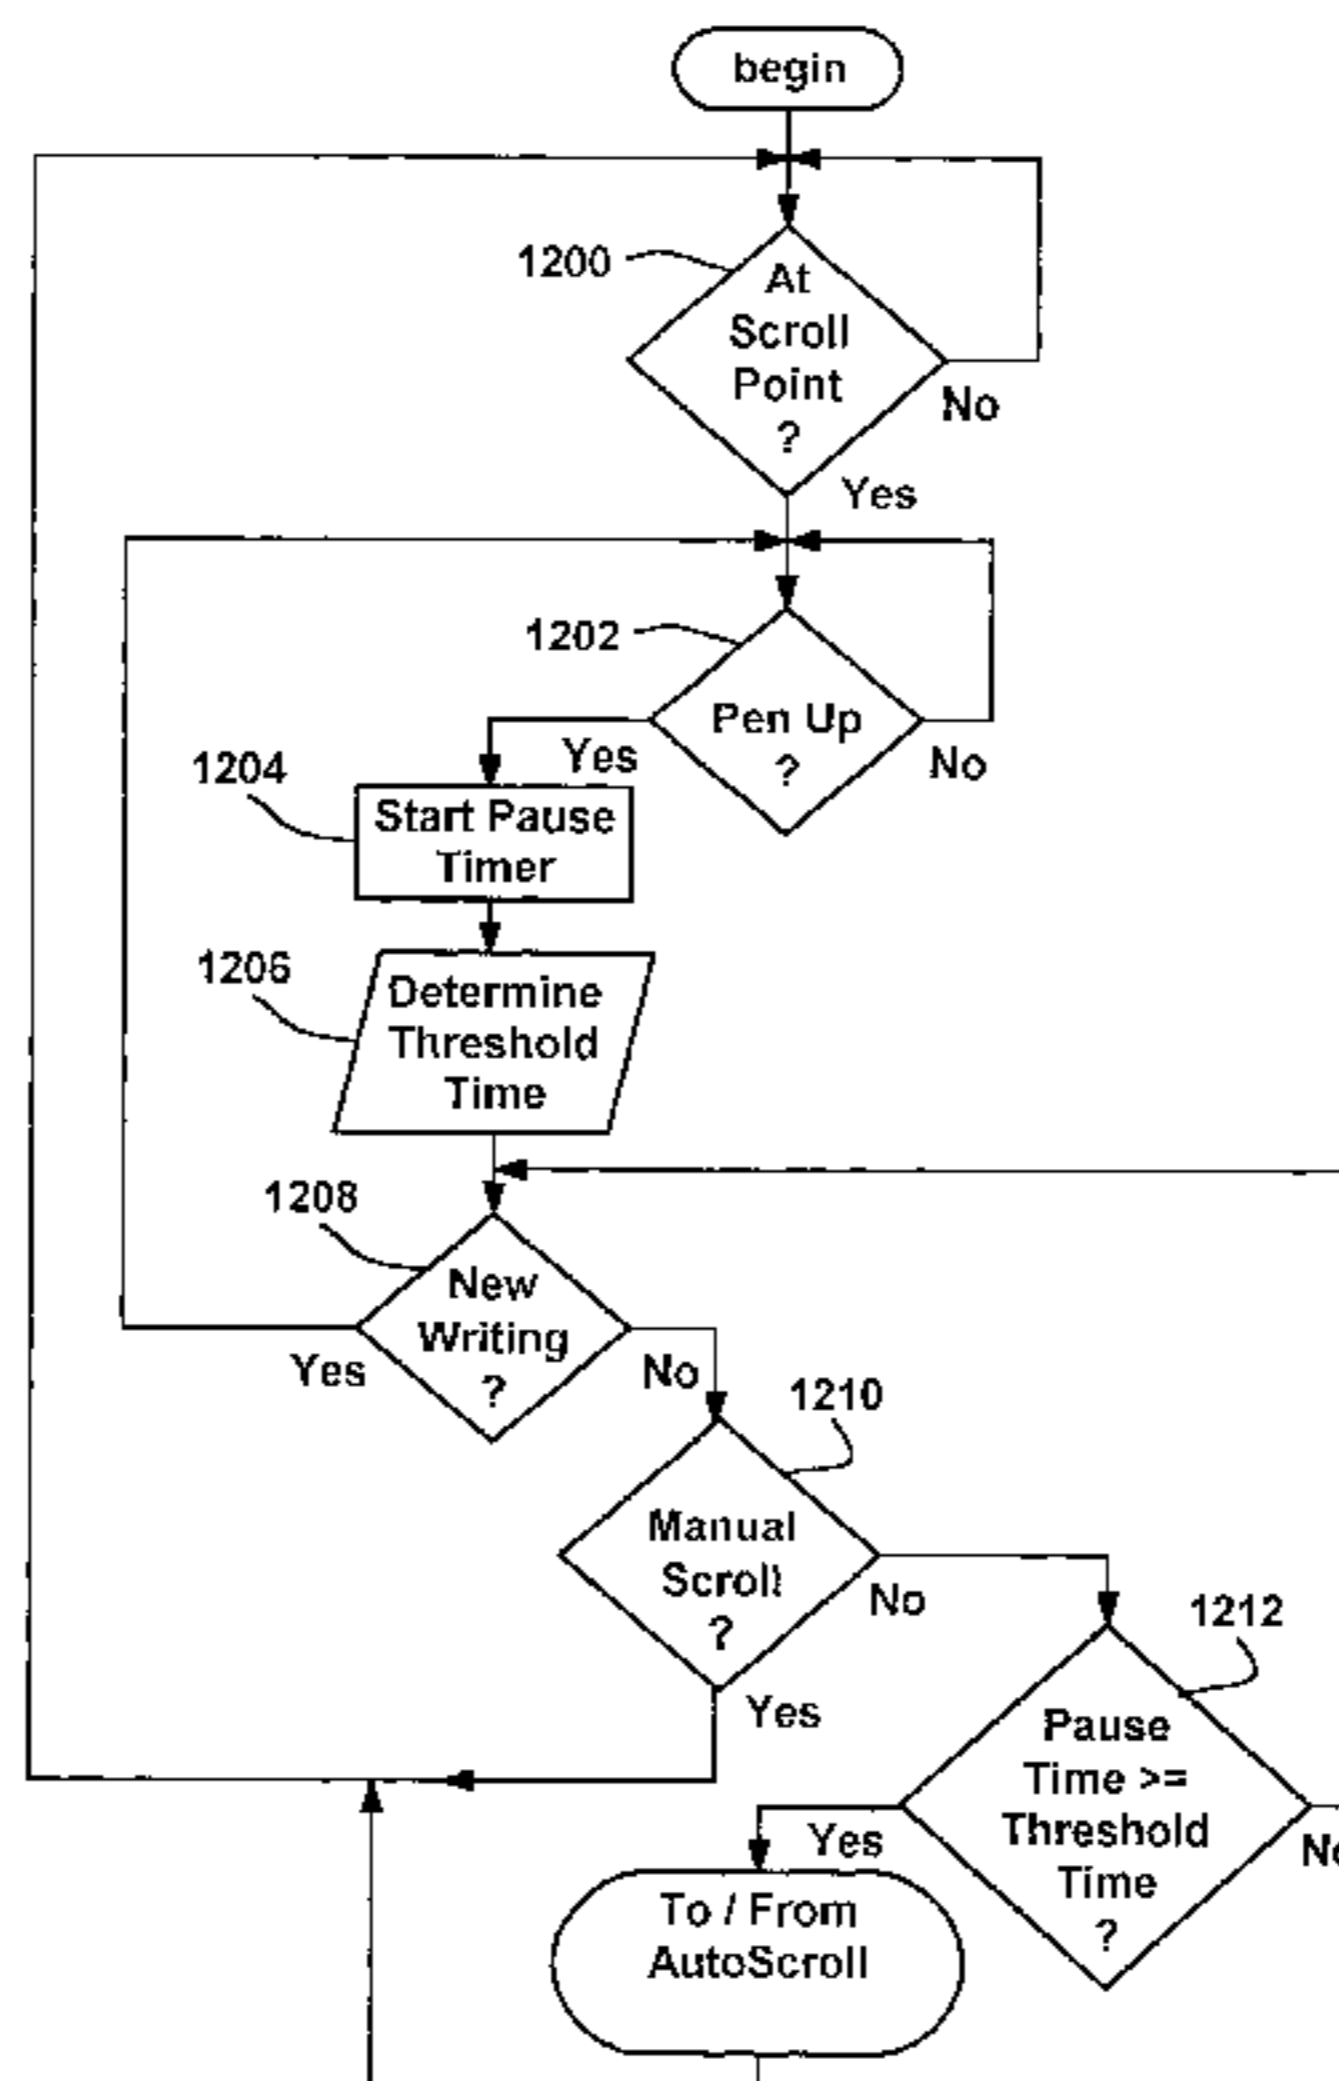 begin
1200
At
Scroll
Point
?
No
Yes
1202
Pen Up
?
Yes
No
1204
Start Pause
Timer
1206
Determine
Threshold
Time
1208
New
Writing
?
Yes
No
1210
Manual
Scroll
?
No
Yes
1212
Pause
Time >=
Threshold
Time
?
Yes
To / From
AutoScroll